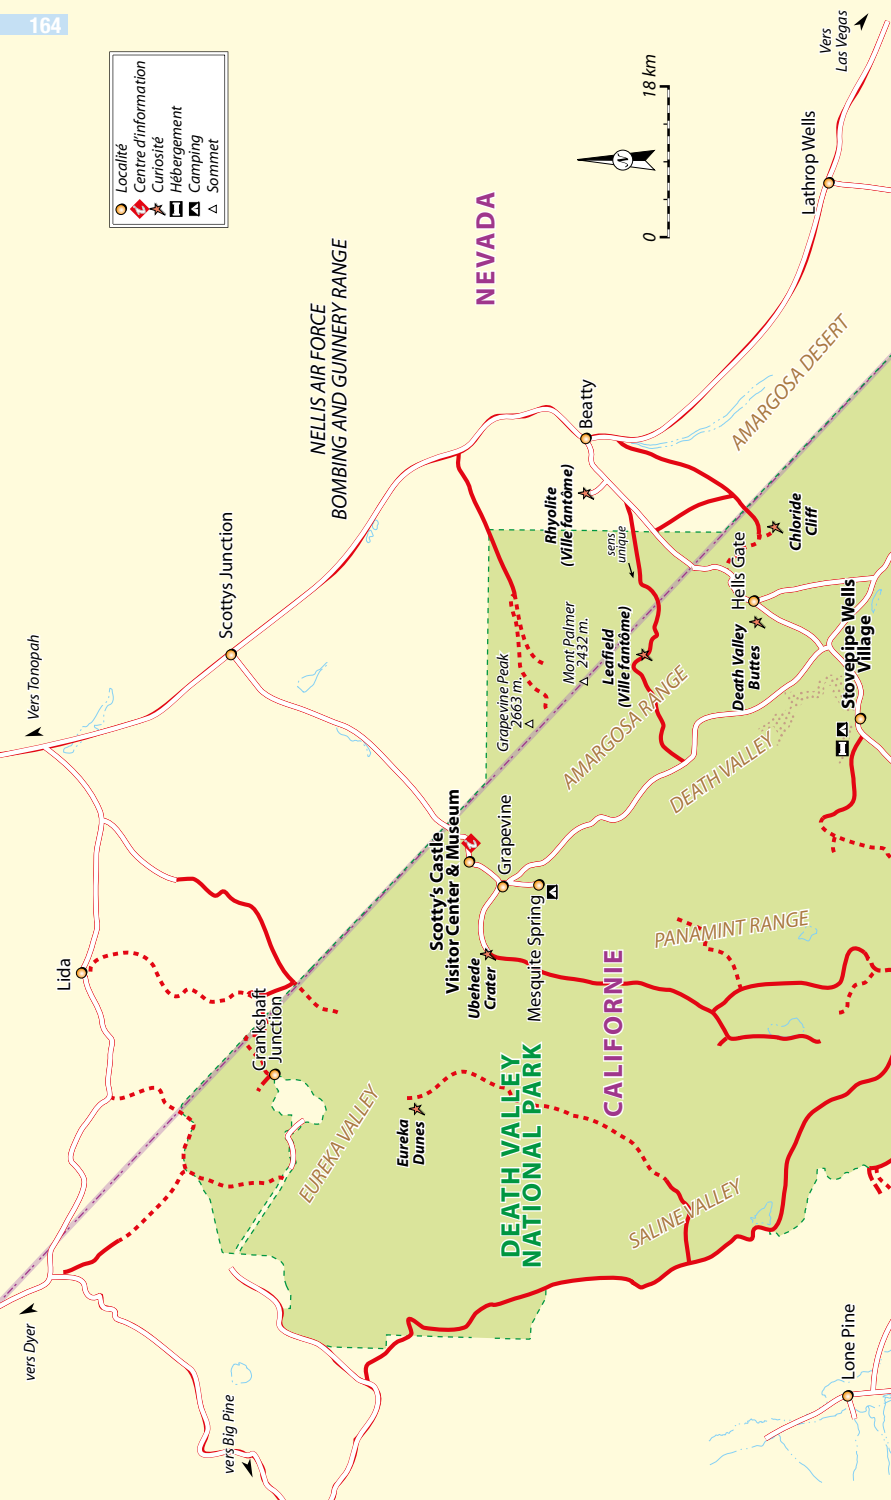 164
Localité
Centre d'information
Curiosité
Hébergement
Camping
Sommet
Vers
Las Vegas
0
18 km
N
Lathrop Wells
NEVADA
NELLIS AIR FORCE
BOMBING AND GUNNERY RANGE
AMARGOSA DESERT
Beatty
Rhyolite
(Ville fantôme)
Chloride
Cliff
Hells Gate
sens
unique
Scottys Junction
Vers Tonopah
Mont Palmer
2432 m.
Grapevine Peak
2663 m.
Leafield
(Ville fantôme)
Death Valley
Buttes
Stovepipe Wells
Village
AMARGOSA RANGE
DEATH VALLEY
Scotty's Castle
Visitor Center & Museum
Grapevine
Mesquite Spring
Ubehede
Crater
PANAMINT RANGE
Lida
Crankshaft
Junction
CALIFORNIE
DEATH VALLEY
NATIONAL PARK
EUREKA VALLEY
Eureka
Dunes
SALINE VALLEY
vers Dyer
vers Big Pine
Lone Pine